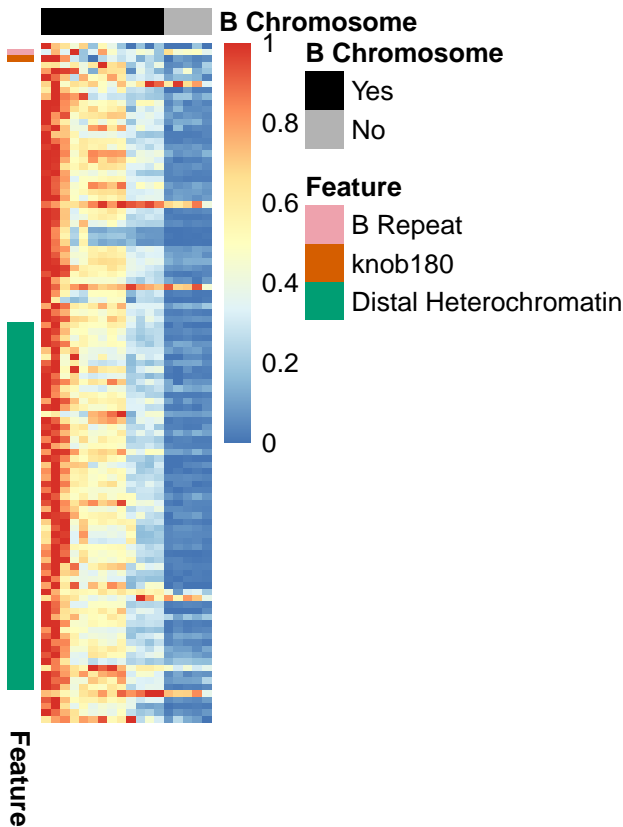 B Chromosome
1
0.8
0.6
0.4
0.2
0
B Chromosome
Yes
No
Feature
B Repeat
knob180
Distal Heterochromatin
Feature